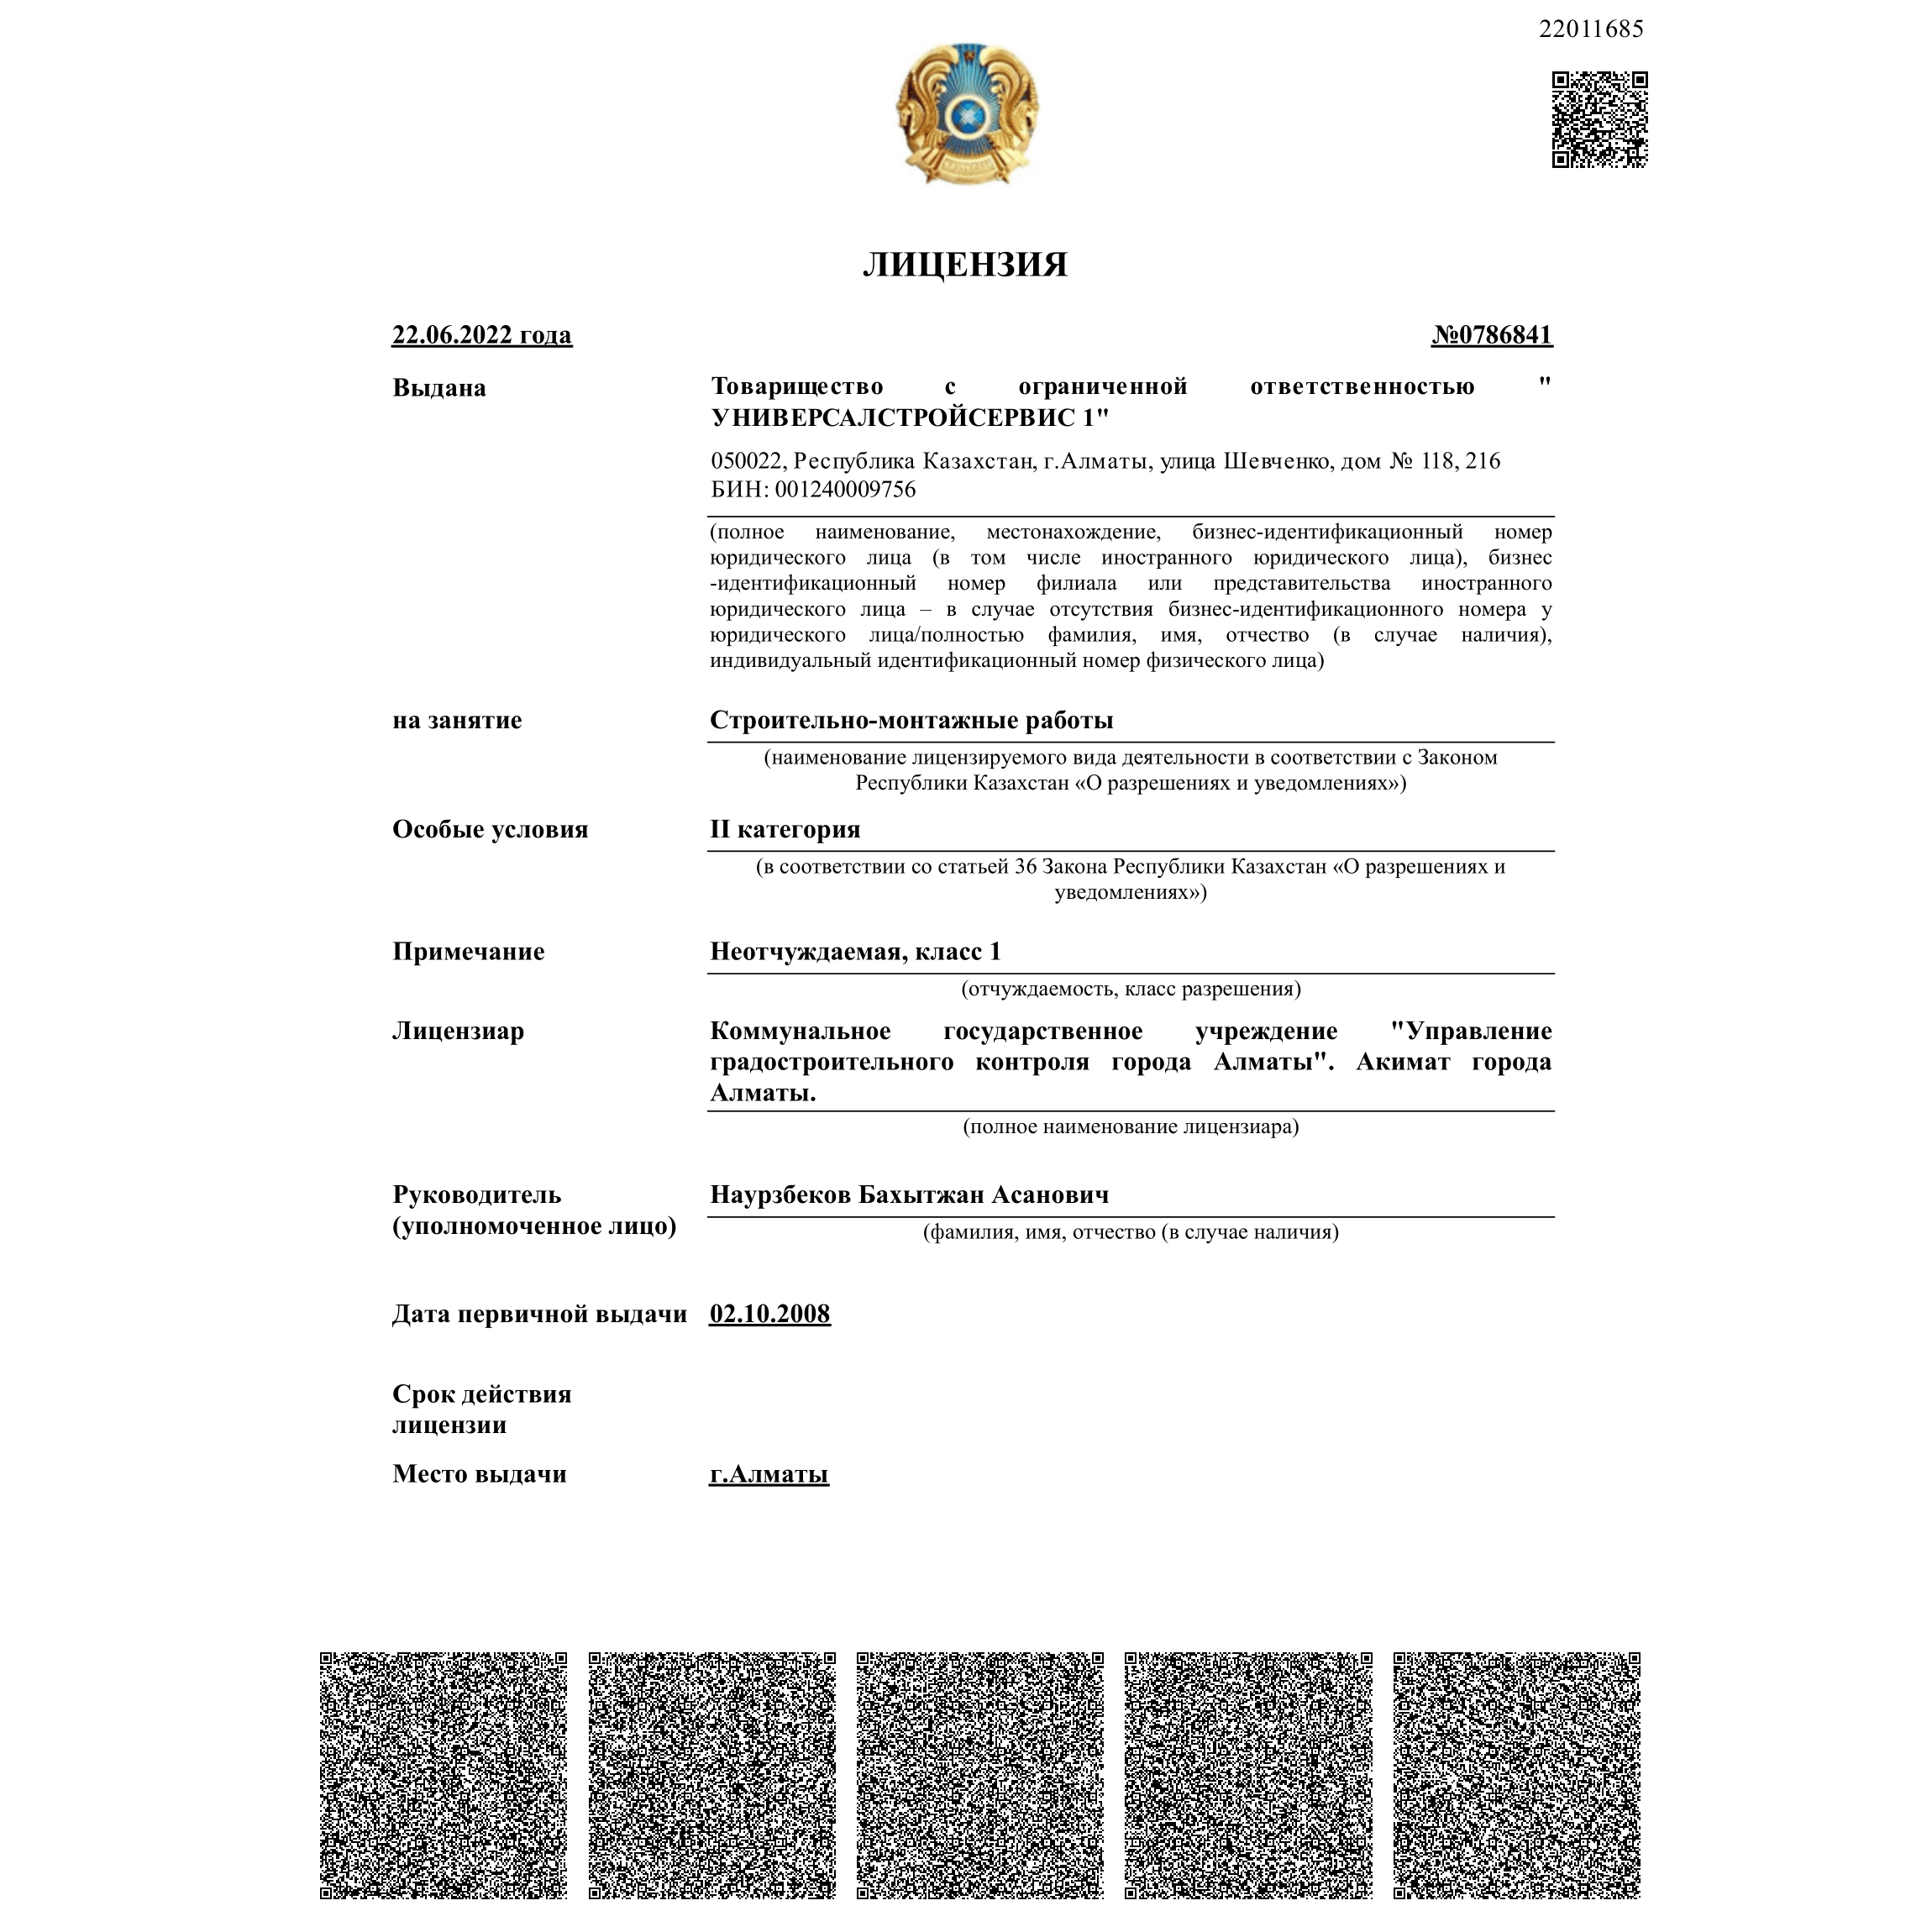 22011685
ЛИЦЕНЗИЯ
22.06.2022 года №0786841
Выдана Товарищество с ограниченной ответственностью "
УНИВЕРСАЛСТРОЙСЕРВИС 1"
050022, Республика Казахстан, г.Алматы, улица Шевченко, дом № 118, 216
БИН: 001240009756
(полное наименование, местонахождение, бизнес-идентификационный номер
юридического лица (в том числе иностранного юридического лица), бизнес
-идентификационный номер филиала или представительства иностранного
юридического лица – в случае отсутствия бизнес-идентификационного номера у
юридического лица/полностью фамилия, имя, отчество (в случае наличия),
индивидуальный идентификационный номер физического лица)
на занятие Строительно-монтажные работы
(наименование лицензируемого вида деятельности в соответствии с Законом
Республики Казахстан «О разрешениях и уведомлениях»)
Особые условия II категория
(в соответствии со статьей 36 Закона Республики Казахстан «О разрешениях и
уведомлениях»)
Примечание Неотчуждаемая, класс 1
(отчуждаемость, класс разрешения)
Лицензиар Коммунальное государственное учреждение "Управление
градостроительного контроля города Алматы". Акимат города
Алматы.
(полное наименование лицензиара)
Руководитель Наурзбеков Бахытжан Асанович
(уполномоченное лицо)
(фамилия, имя, отчество (в случае наличия)
Дата первичной выдачи 02.10.2008
Срок действия
лицензии
Место выдачи г.Алматы